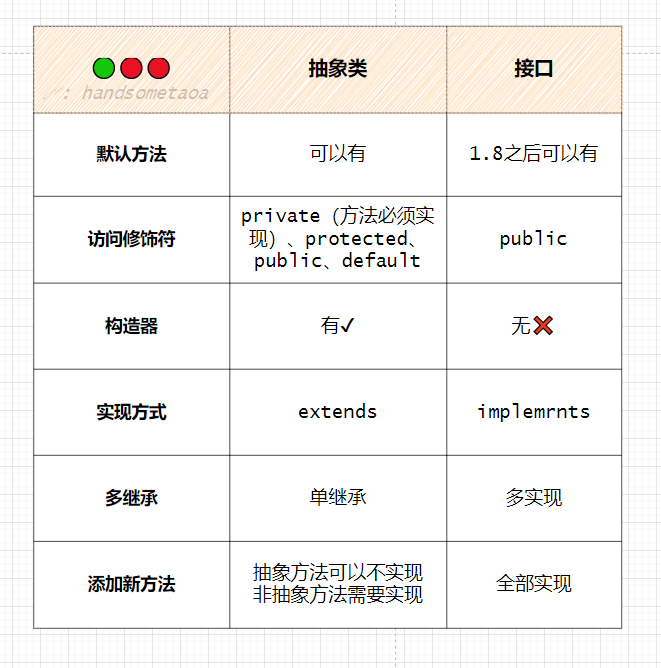 抽象类
接口
: handsometaoa
默认方法
可以有
1.8之后可以有
访问修饰符
private（方法必须实
现）、protected、
public、default
public
构造器
有✓
无❌
实现方式
extends
implemrnts
多继承
单继承
多实现
添加新方法
抽象方法可以不实现
非抽象方法需要实现
全部实现